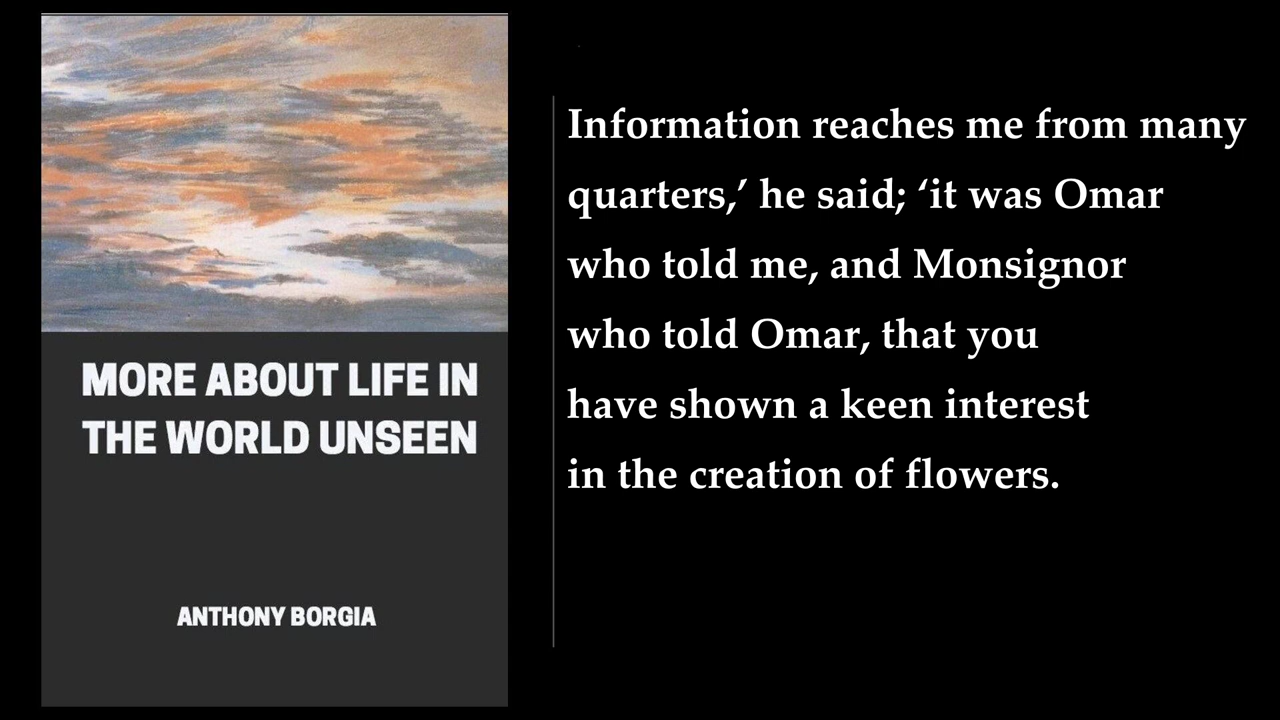 MORE ABOUT LIFE IN
THE WORLD UNSEEN
ANTHONY BORGIA
Information reaches me from many
quarters,’ he said; ‘it was Omar
who told me, and Monsignor
who told Omar, that you
have shown a keen interest
in the creation of flowers.